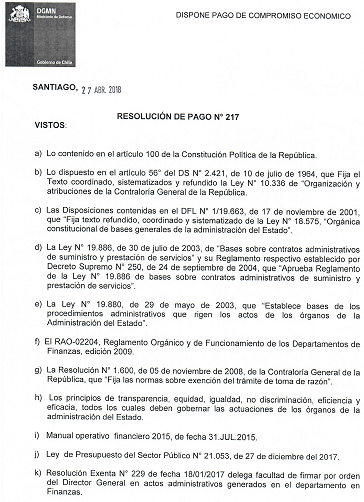 DGMN
Ministerio de Defensa
Gobierno de Chile
DISPONE PAGO DE COMPROMISO ECONOMICO
SANTIAGO, 27 ABR. 2018
RESOLUCIÓN DE PAGO N° 217
VISTOS:
a) Lo contenido en el artículo 100 de la Constitución Política de la República.
b) Lo dispuesto en el artículo 56° del DS N° 2.421, de 10 de julio de 1964, que Fija el
Texto coordinado, sistematizados y refundido la Ley N° 10.336 de “Organización y
atribuciones de la Contraloría General de la República.
c) Las Disposiciones contenidas en el DFL N° 1/19.663, de 17 de noviembre de 2001,
que “Fija texto refundido, coordinado y sistematizado de la Ley N° 18.575, “Orgánica
constitucional de bases generales de la administración del Estado”.
d) La Ley N° 19.886, de 30 de julio de 2003, de “Bases sobre contratos administrativos
de suministro y prestación de servicios” y su Reglamento respectivo establecido por
Decreto Supremo N° 250, de 24 de septiembre de 2004, que “Aprueba Reglamento
de la Ley N° 19.886 de bases sobre contratos administrativos de suministro y
prestación de servicios”.
e) La Ley N° 19.880, de 29 de mayo de 2003, que “Establece bases de los
procedimientos administrativos que rigen los actos de los órganos de la
Administración del Estado”.
f) El RAO-02204, Reglamento Orgánico y de Funcionamiento de los Departamentos de
Finanzas, edición 2009.
g) La Resolución N° 1.600, de 05 de noviembre de 2008, de la Contraloría General de la
República, que “Fija las normas sobre exención del trámite de toma de razón”.
h) Los principios de transparencia, equidad, igualdad, no discriminación, eficiencia y
eficacia, todos los cuales deben gobernar las actuaciones de los órganos de la
administración del Estado.
i) Manual operativo financiero 2015, de fecha 31.JUL.2015.
j) Ley de Presupuesto del Sector Público N° 21.053, de 27 de diciembre de 2017.
k) Resolución Exenta N° 229 de fecha 18/01/2017 delega facultad de firmar por orden
del Director General en actos administrativos generados en el departamento en
Finanzas.